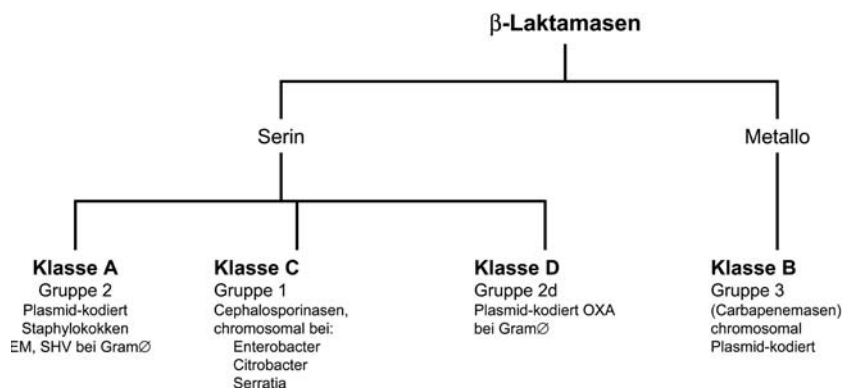 β-Laktamasen
Serin
Metallo
Klasse A
Gruppe 2
Plasmid-kodiert
Staphylokokken
EM, SHV bei Gram∅
Klasse C
Gruppe 1
Cephalosporinasen,
chromosomal bei:
Enterobacter
Citrobacter
Serratia
Klasse D
Gruppe 2d
Plasmid-kodiert OXA
bei Gram∅
Klasse B
Gruppe 3
(Carbapenemasen)
chromosomal
Plasmid-kodiert